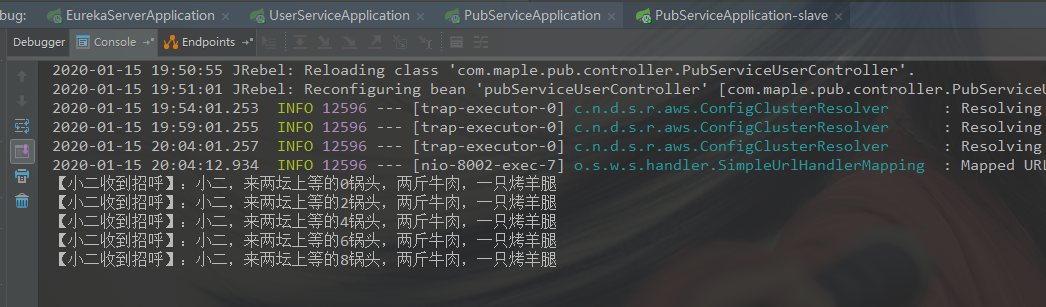 bug: EurekaServerApplication × UserServiceApplication × PubServiceApplication × PubServiceApplication-slave ×
Debugger Console →* Endpoints →*
2020-01-15 19:50:55 JRebel: Reloading class 'com.maple.pub.controller.PubServiceUserController'.
2020-01-15 19:51:01 JRebel: Reconfiguring bean 'pubServiceUserController' [com.maple.pub.controller.PubServiceU
2020-01-15 19:54:01.253 INFO 12596 --- [trap-executor-0] c.n.d.s.r.aws.ConfigClusterResolver : Resolving
2020-01-15 19:59:01.255 INFO 12596 --- [trap-executor-0] c.n.d.s.r.aws.ConfigClusterResolver : Resolving
2020-01-15 20:04:01.257 INFO 12596 --- [trap-executor-0] c.n.d.s.r.aws.ConfigClusterResolver : Resolving
2020-01-15 20:04:12.934 INFO 12596 --- [nio-8002-exec-7] o.s.w.s.handler.SimpleUrlHandlerMapping : Mapped URL
【小二收到招呼】：小二，来两坛上等的0锅头，两斤牛肉，一只烤羊腿
【小二收到招呼】：小二，来两坛上等的2锅头，两斤牛肉，一只烤羊腿
【小二收到招呼】：小二，来两坛上等的4锅头，两斤牛肉，一只烤羊腿
【小二收到招呼】：小二，来两坛上等的6锅头，两斤牛肉，一只烤羊腿
【小二收到招呼】：小二，来两坛上等的8锅头，两斤牛肉，一只烤羊腿